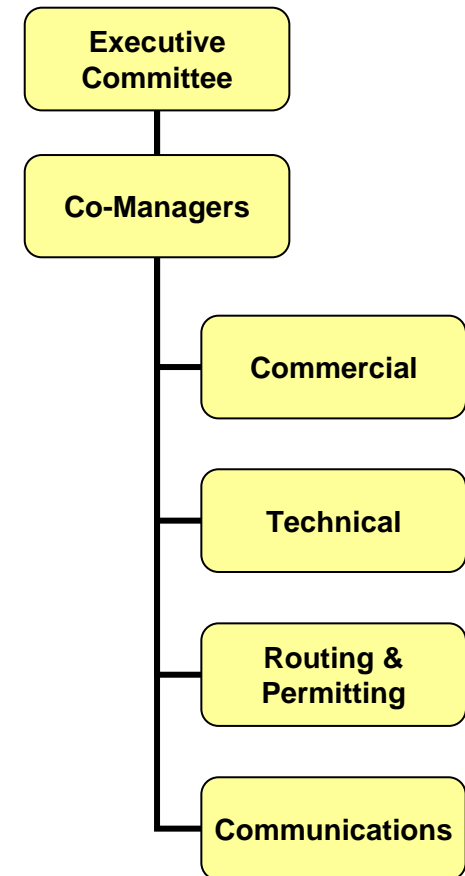 Executive
Committee
Co-Managers
Commercial
Technical
Routing &
Permitting
Communications